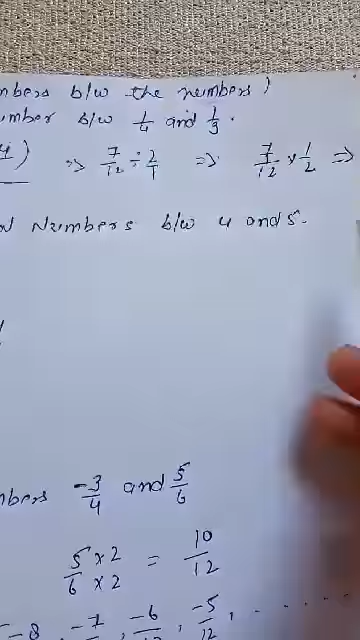 mbers b/w the numbers)
umber b/w 1/4 and 1/3.
4) => 7/12 ÷ 2/1 => 7/12 × 1/2 =>
Numbers b/w 4 and 5.
mbers -3/4 and 5/6
5/6 × 2 × 2 = 10/12
-8, -7, -6, -5/12, ......